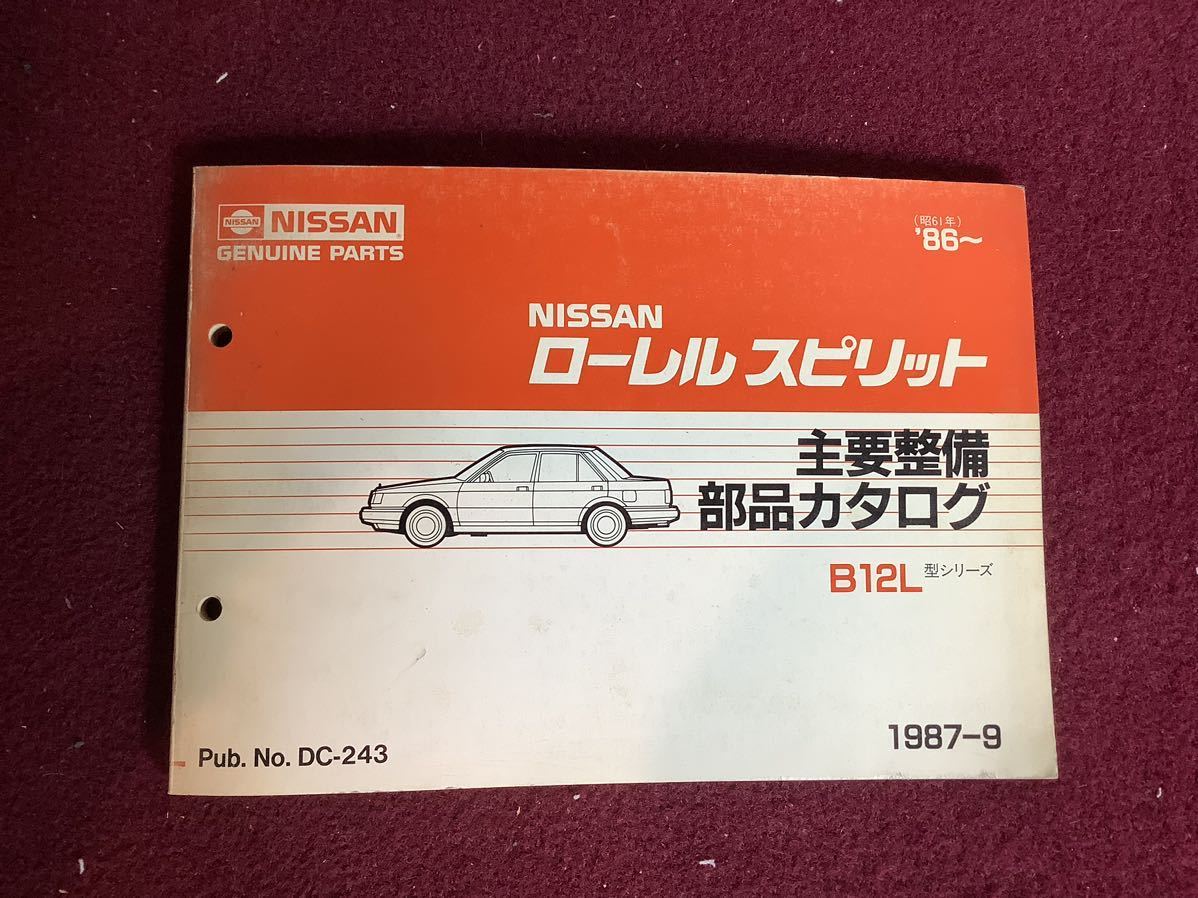 NISSAN NISSAN®
GENUINE PARTS
(昭61年)
'86〜
NISSAN
ローレル スピリット
主要整備
部品カタログ
B12L 型シリーズ
Pub. No. DC-243
1987-9